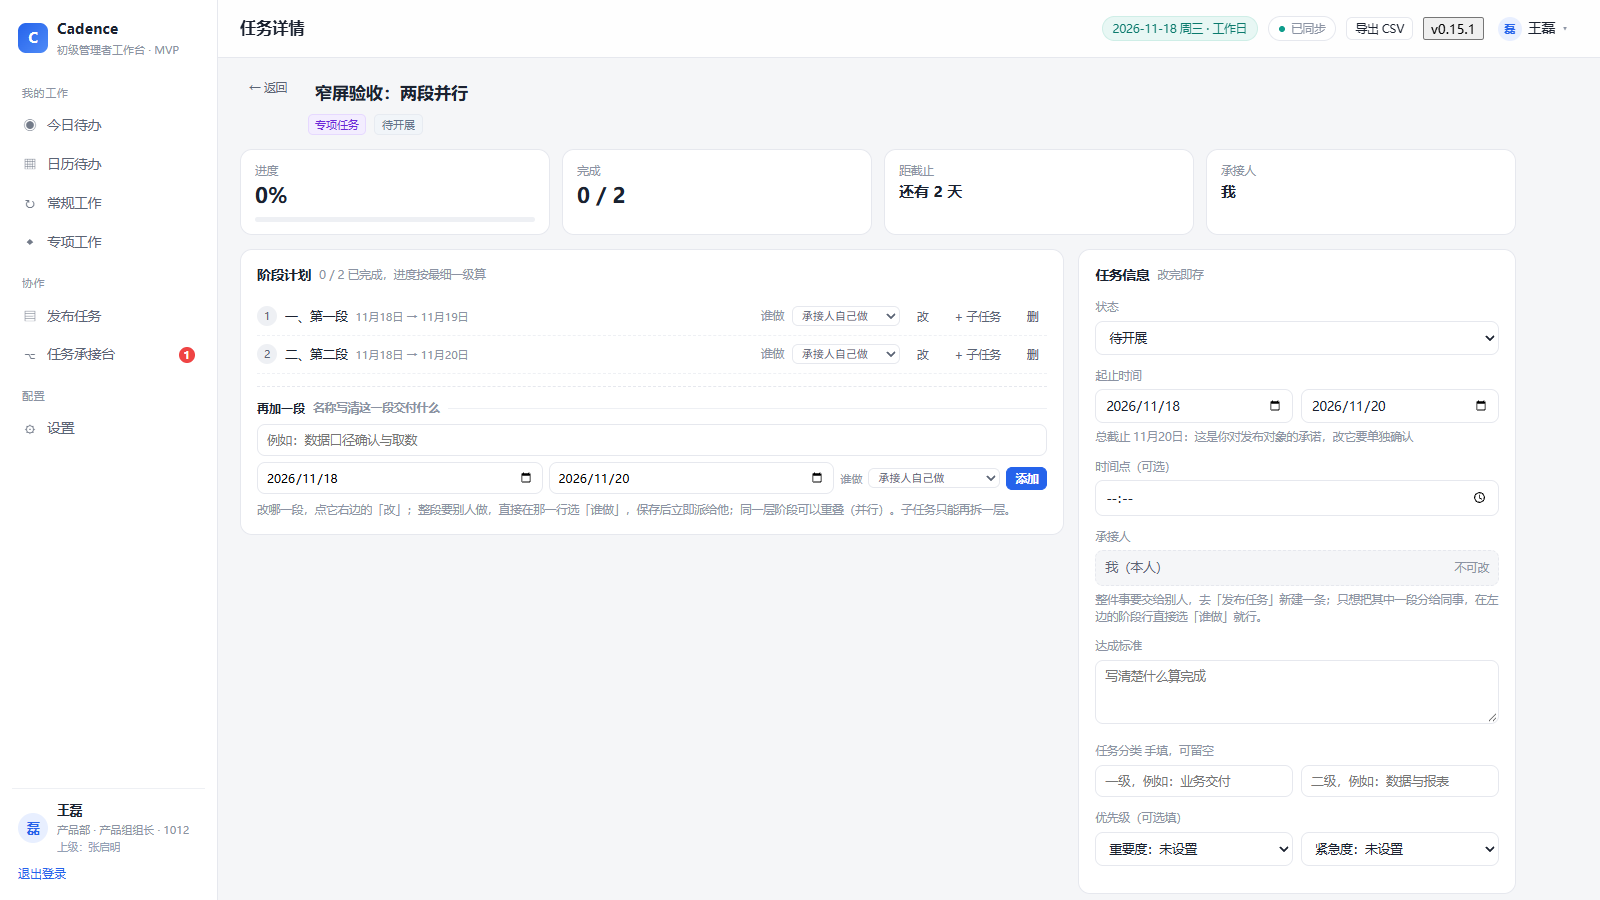 C
Cadence
初级管理者工作台 · MVP
我的工作
今日待办
日历待办
常规工作
专项工作
协作
发布任务
任务承接台
1
配置
设置
磊
王磊
产品部 · 产品组组长 · 1012
上级：张启明
退出登录
任务详情
2026-11-18 周三 · 工作日
已同步
导出 CSV
v0.15.1
磊
王磊
← 返回
窄屏验收：两段并行
专项任务
待开展
进度
0%
完成
0 / 2
距截止
还有 2 天
承接人
我
阶段计划 0 / 2 已完成，进度按最细一级算
1 一、第一段 11月18日 → 11月19日 谁做 承接人自己做 改 + 子任务 删
2 二、第二段 11月18日 → 11月20日 谁做 承接人自己做 改 + 子任务 删
再加一段 名称写清这一段交付什么
例如：数据口径确认与取数
2026/11/18 2026/11/20 谁做 承接人自己做 添加
改哪一段，点它右边的「改」；整段要别人做，直接在那一行选「谁做」，保存后立即派给他；同一层阶段可以重叠（并行）。子任务只能再拆一层。
任务信息 改完即存
状态
待开展
起止时间
2026/11/18 2026/11/20
总截止 11月20日：这是你对发布对象的承诺，改它要单独确认
时间点（可选）
--:--
承接人
我（本人） 不可改
整件事要交给别人，去「发布任务」新建一条；只想把其中一段分给同事，在左
边的阶段行直接选「谁做」就行。
达成标准
写清楚什么算完成
任务分类 手填，可留空
一级，例如：业务交付 二级，例如：数据与报表
优先级（可选填）
重要度：未设置 紧急度：未设置